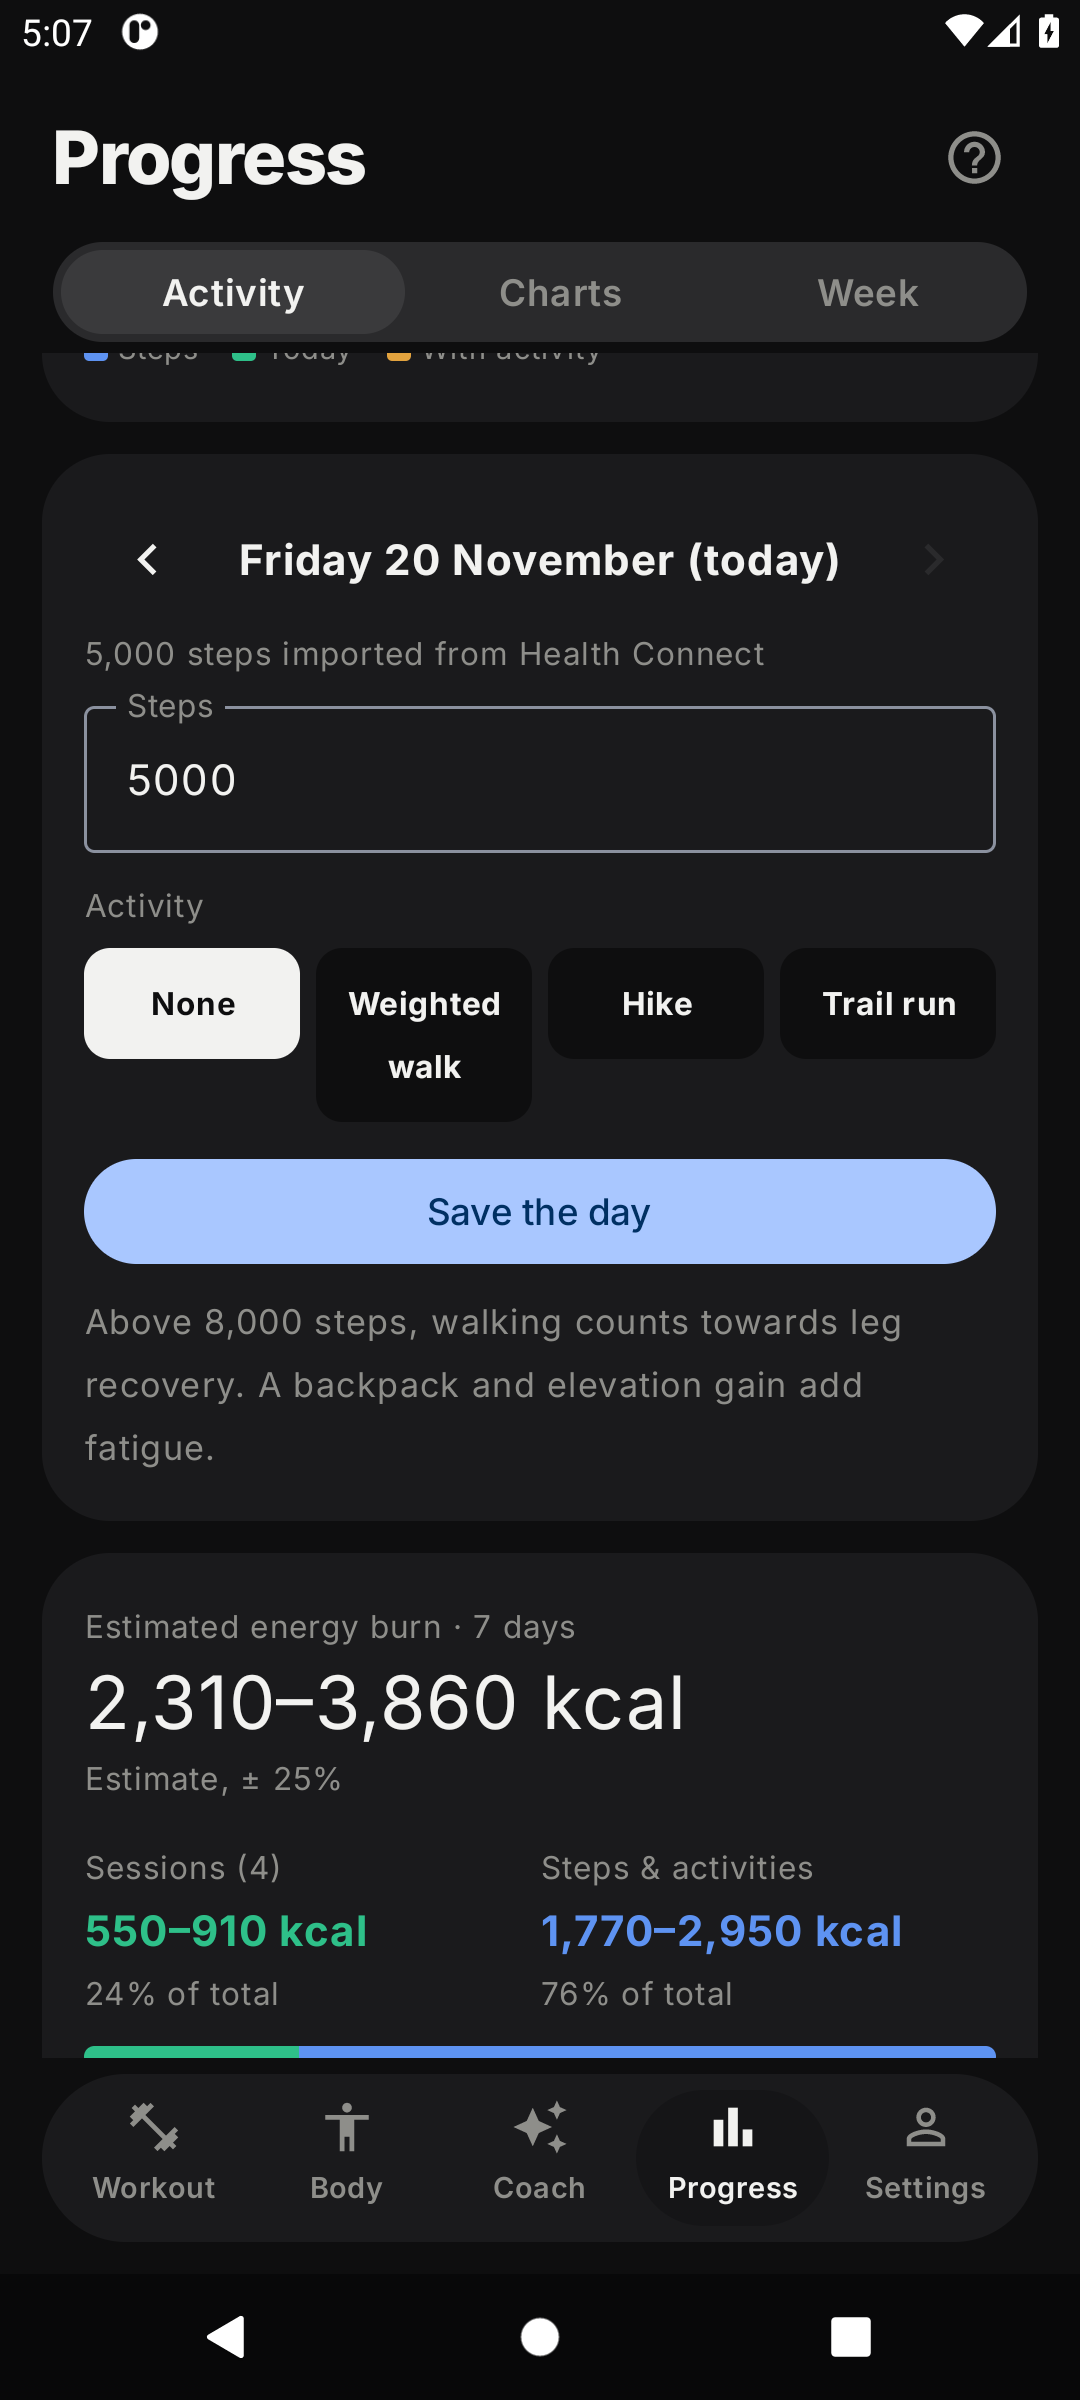 5:07
Progress
Activity
Charts
Week
Steps
Today
With activity
Friday 20 November (today)
5,000 steps imported from Health Connect
Steps
5000
Activity
None
Weighted
walk
Hike
Trail run
Save the day
Above 8,000 steps, walking counts towards leg
recovery. A backpack and elevation gain add
fatigue.
Estimated energy burn · 7 days
2,310–3,860 kcal
Estimate, ± 25%
Sessions (4)
Steps & activities
550–910 kcal
1,770–2,950 kcal
24% of total
76% of total
Workout
Body
Coach
Progress
Settings